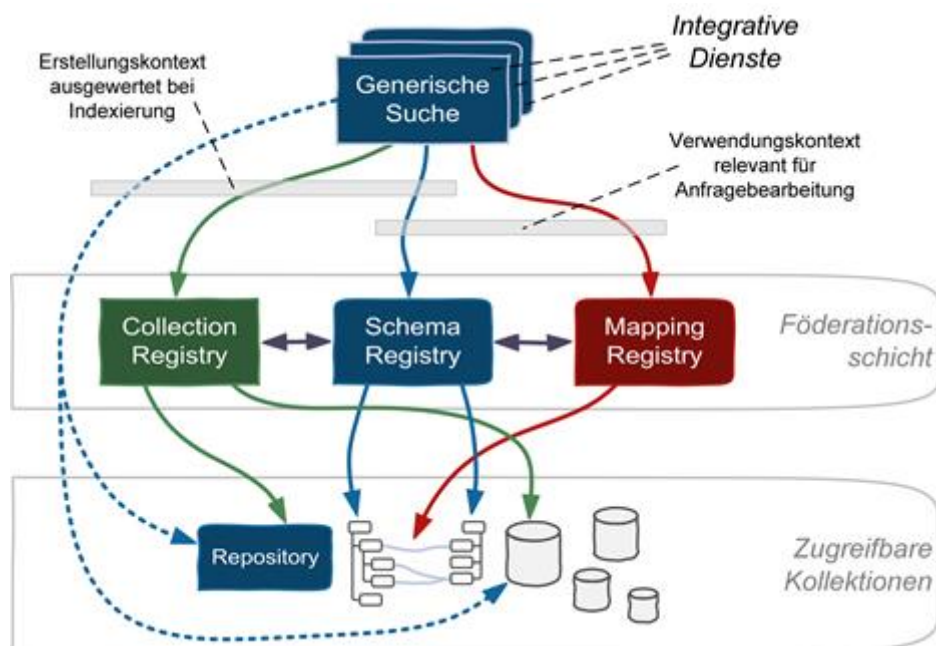 Integrative
Dienste
Erstellungskontext
ausgewertet bei
Indexierung
Generische
Suche
Verwendungskontext
relevant für
Anfragebearbeitung
Collection
Registry
Schema
Registry
Mapping
Registry
Föderations-
schicht
Repository
Zugreifbare
Kollektionen